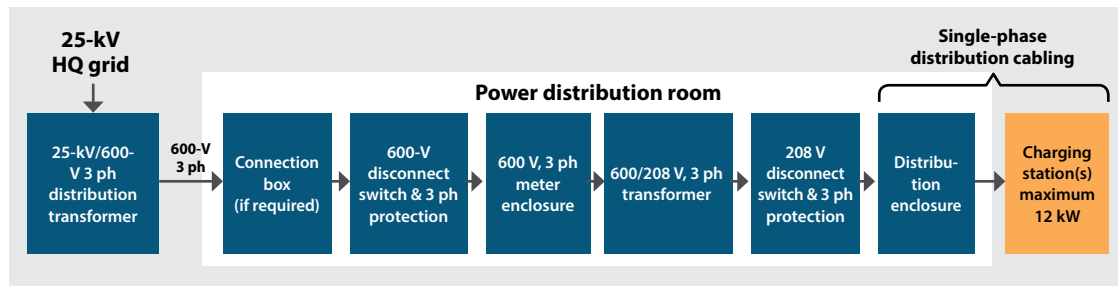 25-kV
HQ grid
Single-phase
distribution cabling
Power distribution room
25-kV/600-
V 3 ph
distribution
transformer
600-V
3 ph
Connection
box
(if required)
600-V
disconnect
switch & 3 ph
protection
600 V, 3 ph
meter
enclosure
600/208 V, 3 ph
transformer
208 V
disconnect
switch & 3 ph
protection
Distribu-
tion
enclosure
Charging
station(s)
maximum
12 kW